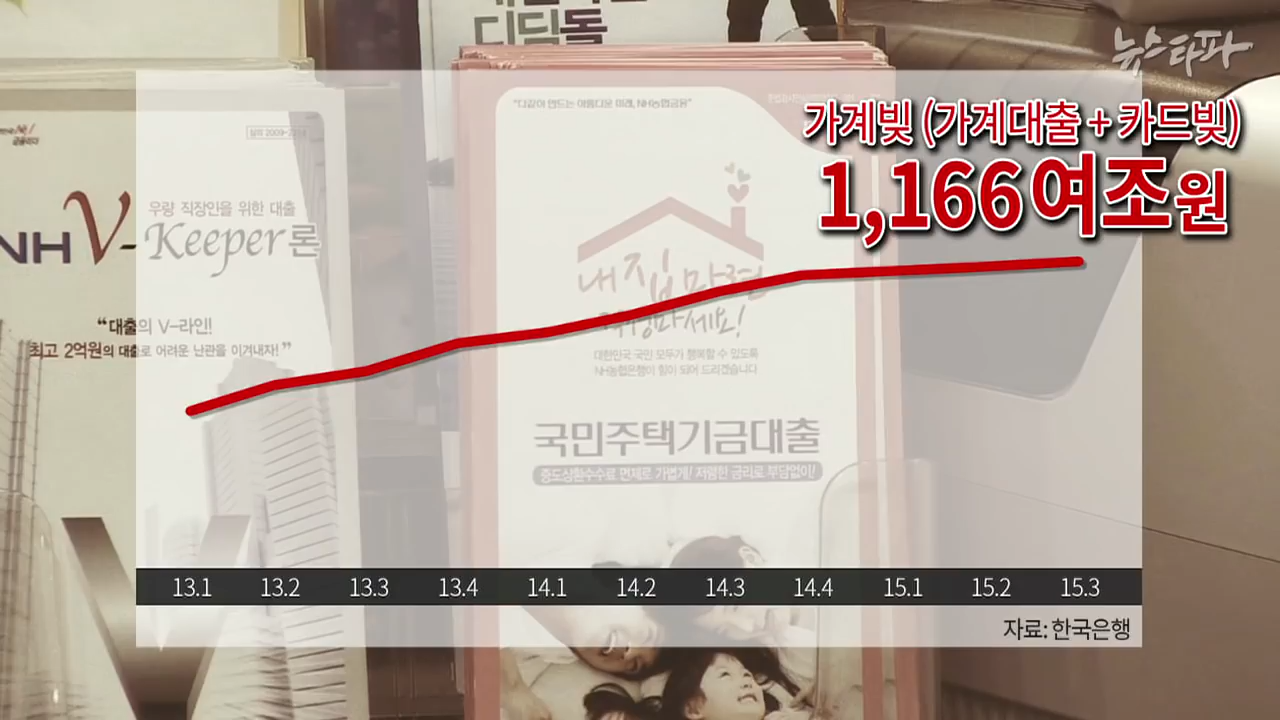 디딤돌
뉴스타파
가계빚 (가계대출 + 카드빚)
1,166여조원
"다같이 만드는 아름다운 미래, NH농협금융"
우량 직장인을 위한 대출
NH V-Keeper론
"대출의 V-라인!
최고 2억원의 대출로 어려운 난관을 이겨내자!"
내 집 마련
걱정마세요!
대한민국 국민 모두가 행복할 수 있도록
NH농협은행이 힘이 되어 드리겠습니다
국민주택기금대출
중도상환수수료 면제로 가볍게! 저렴한 금리로 부담없이!
13.1 13.2 13.3 13.4 14.1 14.2 14.3 14.4 15.1 15.2 15.3
자료: 한국은행